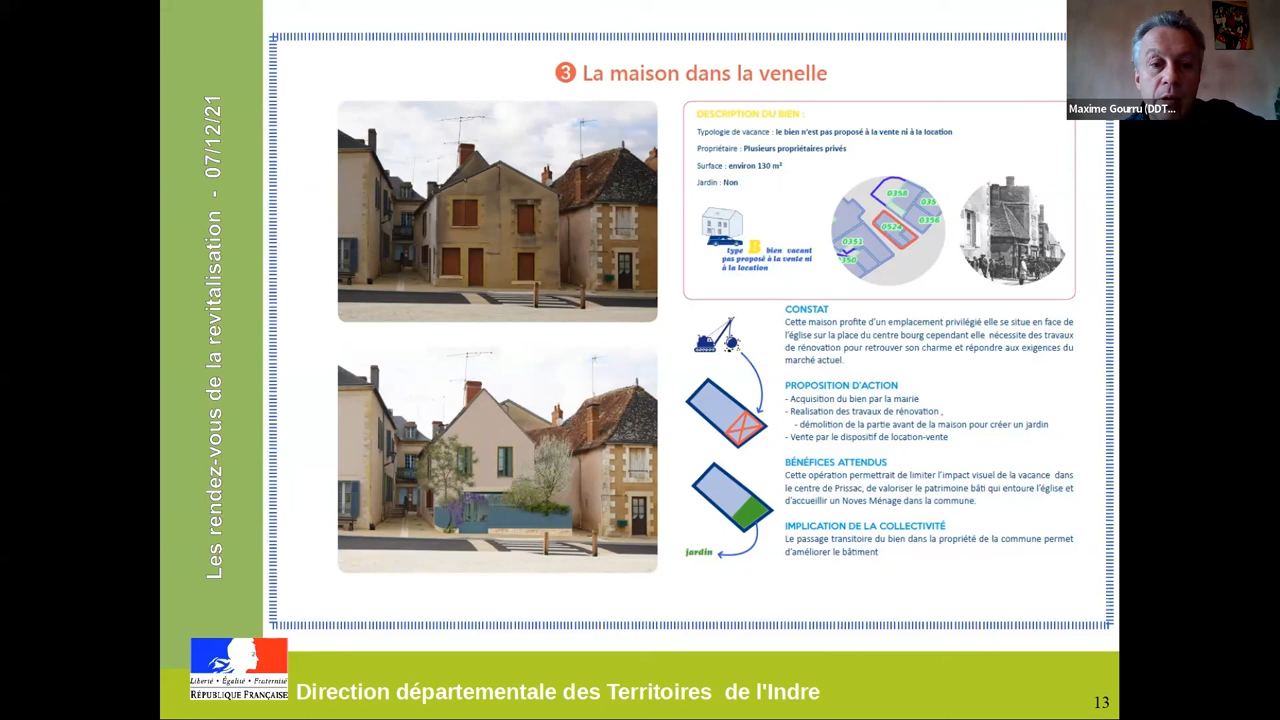 Les rendez-vous de la revitalisation - 07/12/21
3 La maison dans la venelle
Maxime Gourru (DDT...
DESCRIPTION DU BIEN :
Typologie de vacance : le bien n'est pas proposé à la vente ni à la location
Propriétaire : Plusieurs propriétaires privés
Surface : environ 130 m²
Jardin : Non
type B bien vacant
pas proposé à la vente ni
à la location
0358
035
0356
0524
0351
350
CONSTAT
Cette maison profite d'un emplacement privilégié elle se situe en face de
l'église sur la place du centre bourg cependant elle nécessite des travaux
de rénovation pour retrouver son charme et répondre aux exigences du
marché actuel.
PROPOSITION D'ACTION
- Acquisition du bien par la mairie
- Realisation des travaux de rénovation ,
- démolition de la partie avant de la maison pour créer un jardin
- Vente par le dispositif de location-vente
BÉNÉFICES ATTENDUS
Cette opération permettrait de limiter l'impact visuel de la vacance dans
le centre de Prissac, de valoriser le patrimoine bâti qui entoure l'église et
d'accueillir un Noves Ménage dans la commune.
IMPLICATION DE LA COLLECTIVITÉ
Le passage transitoire du bien dans la propriété de la commune permet
d'améliorer le bâtiment
jardin
Liberté • Égalité • Fraternité
RÉPUBLIQUE FRANÇAISE
Direction départementale des Territoires de l'Indre
13